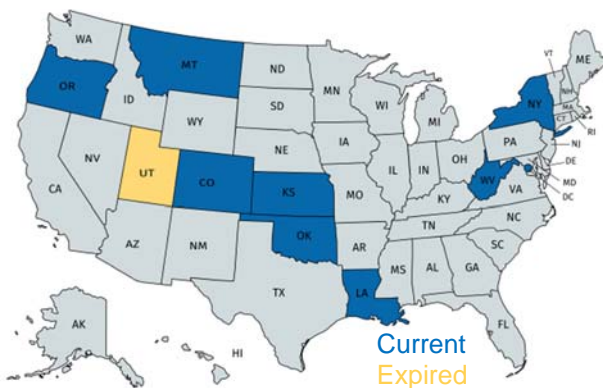 WA
MT
ND
MN
VT
ME
OR
ID
SD
WI
MI
NY
NH
MA
CT
RI
WY
NE
IA
PA
NJ
NV
UT
CO
KS
MO
IL
IN
OH
WV
VA
DE
MD
DC
CA
KY
AZ
NM
OK
AR
TN
NC
SC
TX
LA
MS
AL
GA
AK
HI
FL
Current
Expired